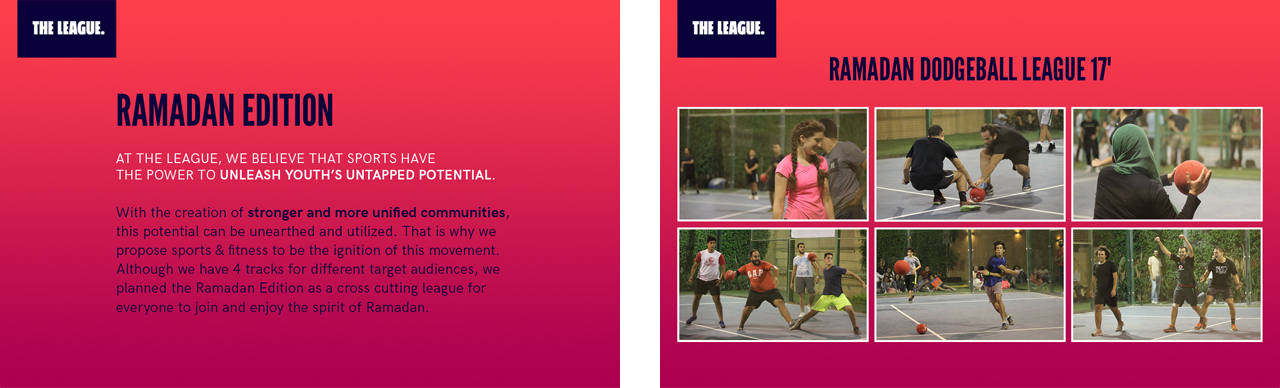 THE LEAGUE.
RAMADAN EDITION
AT THE LEAGUE, WE BELIEVE THAT SPORTS HAVE
THE POWER TO UNLEASH YOUTH'S UNTAPPED POTENTIAL.
With the creation of stronger and more unified communities,
this potential can be unearthed and utilized. That is why we
propose sports & fitness to be the ignition of this movement.
Although we have 4 tracks for different target audiences, we
planned the Ramadan Edition as a cross cutting league for
everyone to join and enjoy the spirit of Ramadan.
THE LEAGUE.
RAMADAN DODGEBALL LEAGUE 17'
GAP